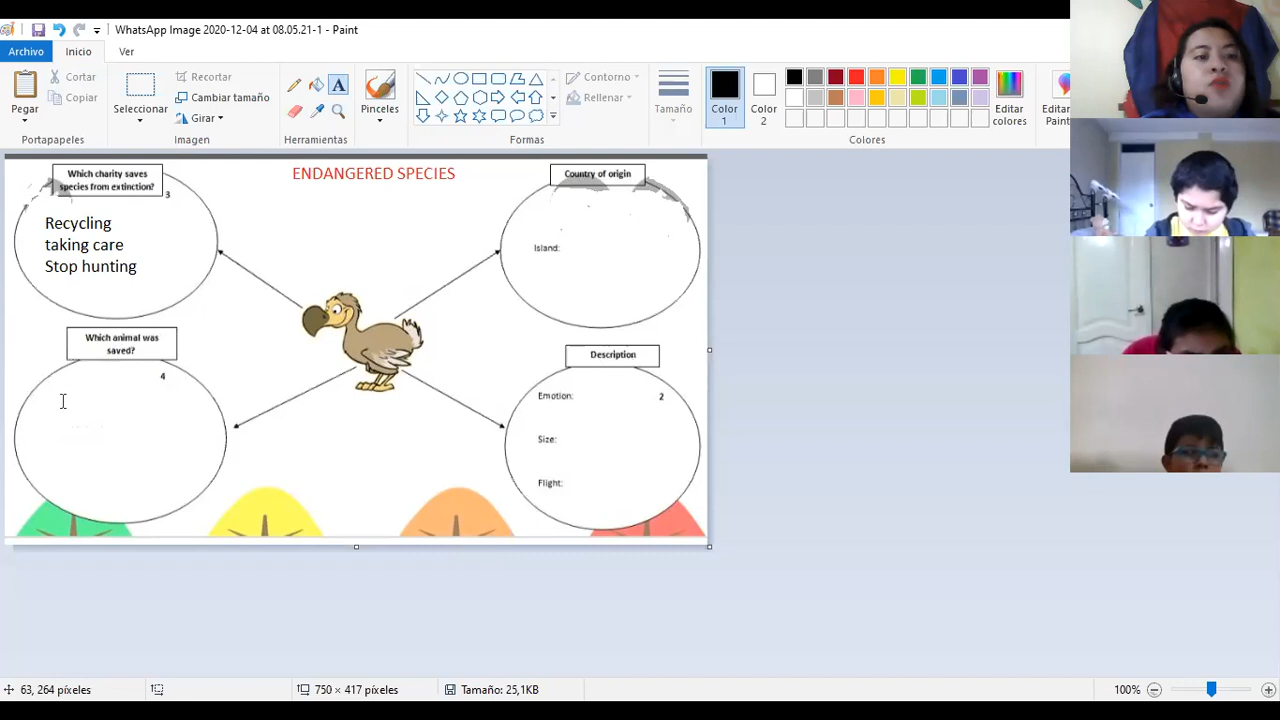 WhatsApp Image 2020-12-04 at 08.05.21-1 - Paint
Archivo Inicio Ver
Pegar
Cortar
Copiar
Portapapeles
Seleccionar
Recortar
Cambiar tamaño
Girar
Imagen
A
Herramientas
Pinceles
Contorno
Rellenar
Formas
Tamaño
Color 1
Color 2
Editar colores
Colores
Editar
Paint
ENDANGERED SPECIES
Which charity saves
species from extinction?
3
Recycling
taking care
Stop hunting
Country of origin
Island:
Which animal was
saved?
4
Description
Emotion: 2
Size:
Flight:
63, 264 píxeles
750 × 417 píxeles
Tamaño: 25,1KB
100%